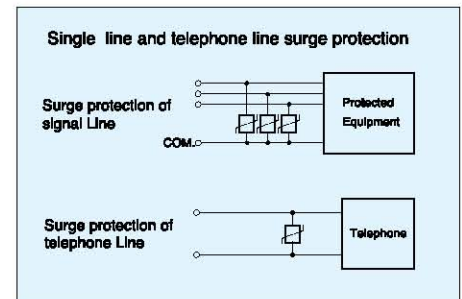 Single line and telephone line surge protection
Surge protection of
signal Line
COM.
Protected
Equipment
Surge protection of
telephone Line
Telephone